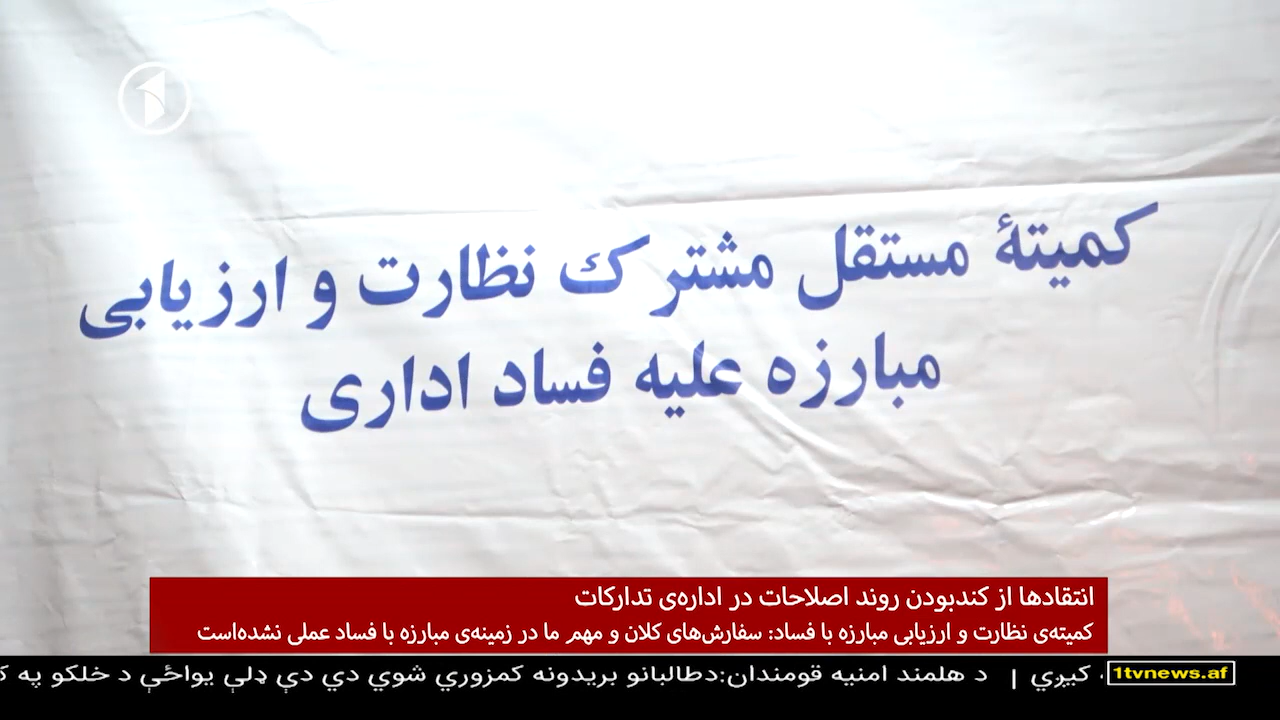 کمیتهٔ مستقل مشترک نظارت و ارزیابی
مبارزه علیه فساد اداری
انتقادها از کندبودن روند اصلاحات در اداره‌ی تدارکات
کمیته‌ی نظارت و ارزیابی مبارزه با فساد: سفارش‌های کلان و مهم ما در زمینه‌ی مبارزه با فساد عملی نشده‌است
کیږي | د هلمند امنیه قومندان:دطالبانو بریدونه کمزوري شوي دي دې ډلې یواځې د خلکو په
1tvnews.af